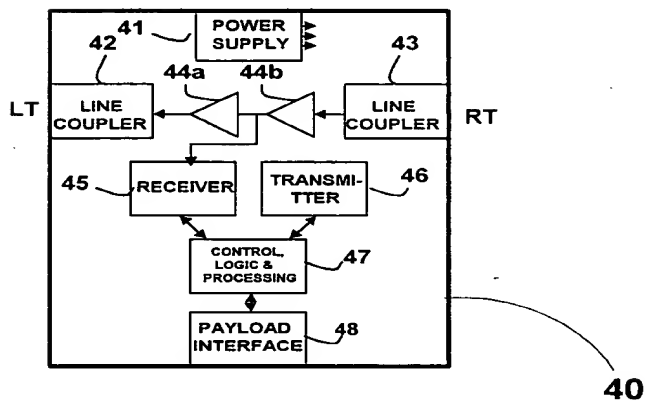 41
POWER
SUPPLY
42
44a
44b
43
LT
LINE
COUPLER
LINE
COUPLER
RT
45
RECEIVER
TRANSMI-
TTER
46
CONTROL,
LOGIC &
PROCESSING
47
PAYLOAD
INTERFACE
48
40